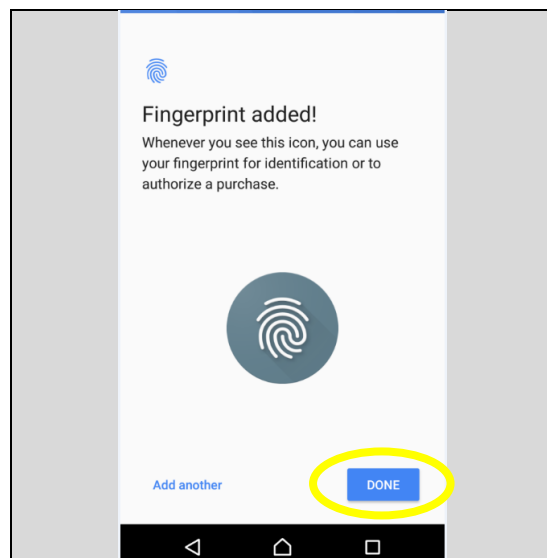 Fingerprint added!
Whenever you see this icon, you can use
your fingerprint for identification or to
authorize a purchase.
Add another
DONE